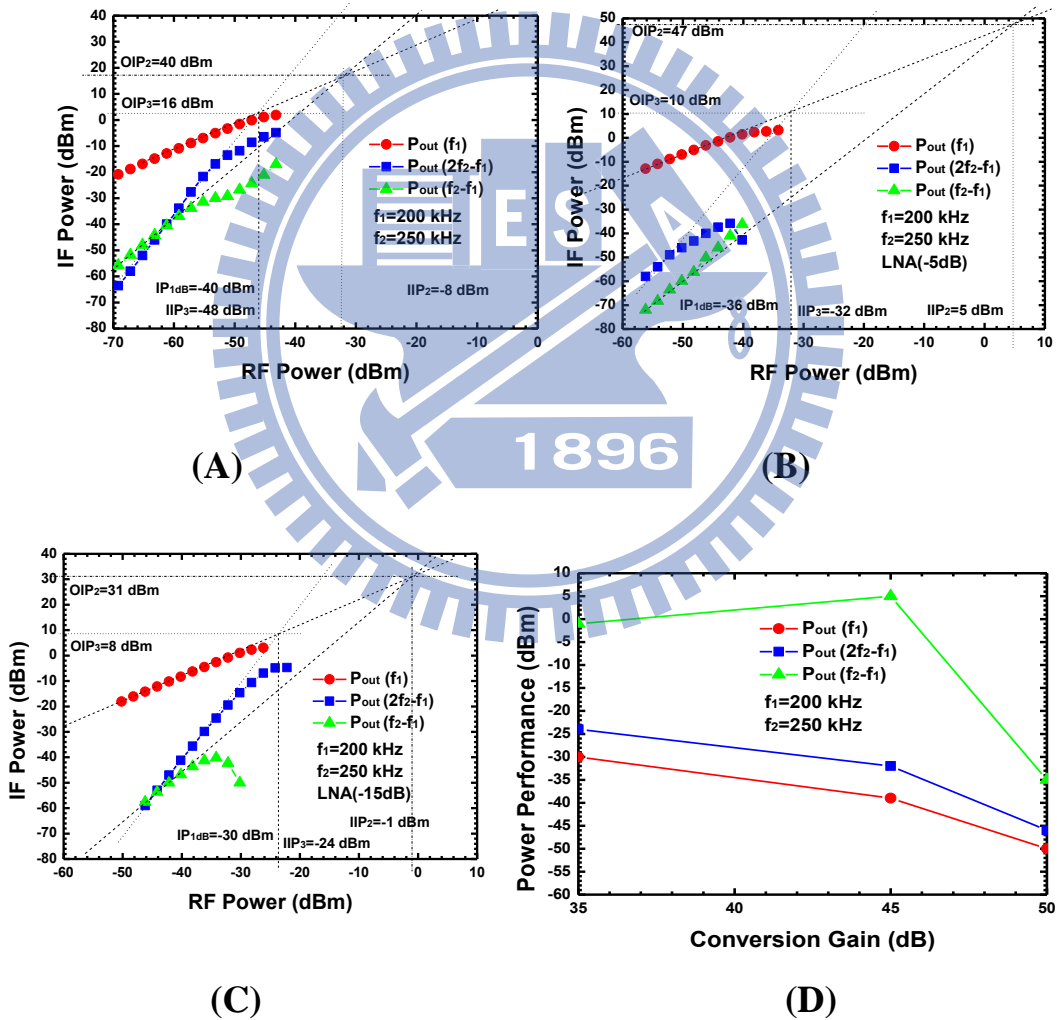 40
30
20
10
0
-10
-20
-30
-40
-50
-60
-70
-80
IF Power (dBm)
OIP2=40 dBm
OIP3=16 dBm
Pout (f1)
Pout (2f2-f1)
Pout (f2-f1)
f1=200 kHz
f2=250 kHz
IP1dB=-40 dBm
IIP3=-48 dBm
IIP2=-8 dBm
-70 -60 -50 -40 -30 -20 -10 0
RF Power (dBm)
(A)
50
40
30
20
10
0
-10
-20
-30
-40
-50
-60
-70
-80
IF Power (dBm)
OIP2=47 dBm
OIP3=10 dBm
Pout (f1)
Pout (2f2-f1)
Pout (f2-f1)
f1=200 kHz
f2=250 kHz
LNA(-5dB)
IP1dB=-36 dBm
IIP3=-32 dBm
IIP2=5 dBm
-60 -50 -40 -30 -20 -10 0 10
RF Power (dBm)
(B)
ES
1896
40
30
20
10
0
-10
-20
-30
-40
-50
-60
-70
-80
IF Power (dBm)
OIP2=31 dBm
OIP3=8 dBm
Pout (f1)
Pout (2f2-f1)
Pout (f2-f1)
f1=200 kHz
f2=250 kHz
LNA(-15dB)
IIP2=-1 dBm
IP1dB=-30 dBm
IIP3=-24 dBm
-60 -50 -40 -30 -20 -10 0 10
RF Power (dBm)
(C)
10
5
0
-5
-10
-15
-20
-25
-30
-35
-40
-45
-50
-55
-60
Power Performance (dBm)
Pout (f1)
Pout (2f2-f1)
Pout (f2-f1)
f1=200 kHz
f2=250 kHz
35 40 45 50
Conversion Gain (dB)
(D)